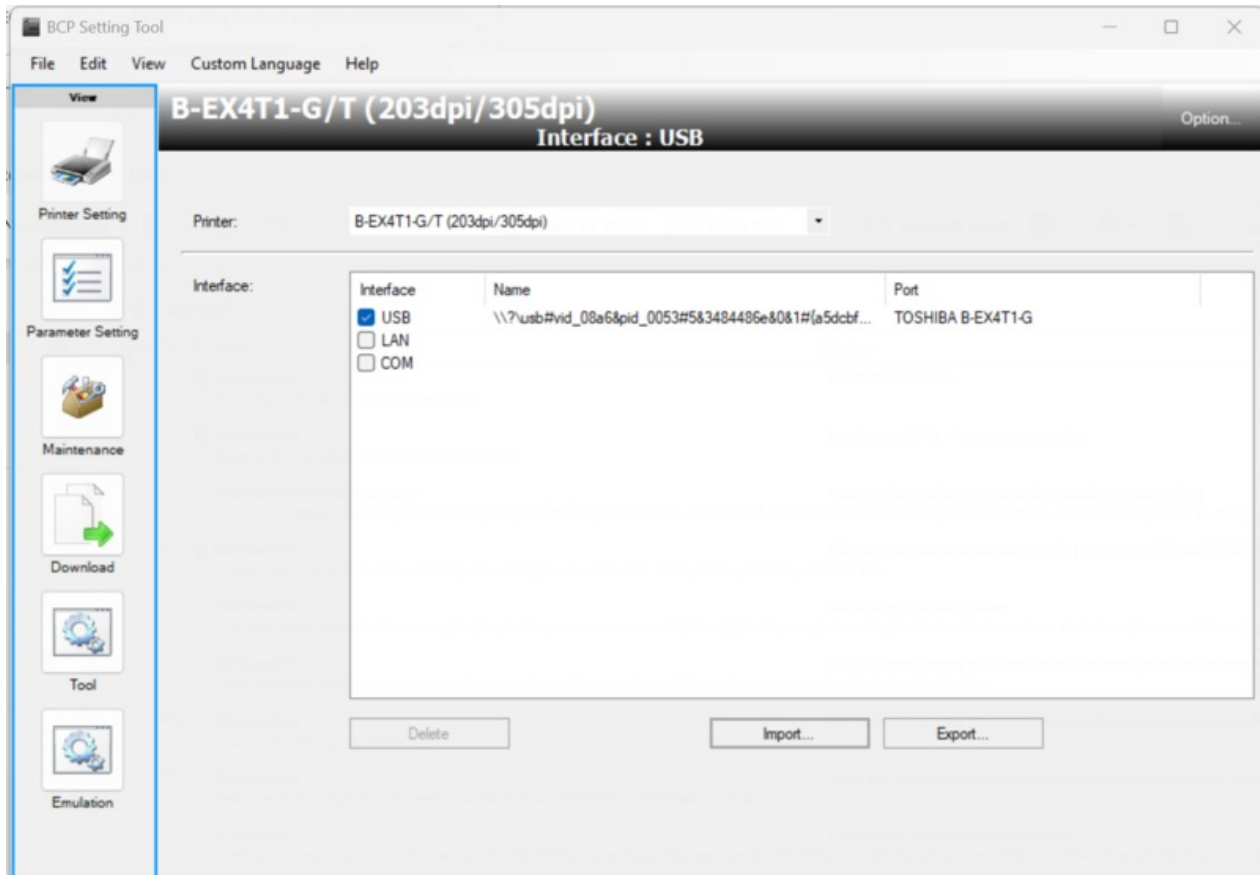 BCP Setting Tool
File Edit View Custom Language Help
View
B-EX4T1-G/T (203dpi/305dpi)
Interface : USB
Option...
Printer Setting
Parameter Setting
Maintenance
Download
Tool
Emulation
Printer: B-EX4T1-G/T (203dpi/305dpi)
Interface:
Interface Name Port
USB \\?\usb#vid_08a6&pid_0053#5&3484486e&0&1#{a5dcbf... TOSHIBA B-EX4T1-G
LAN
COM
Delete Import... Export...